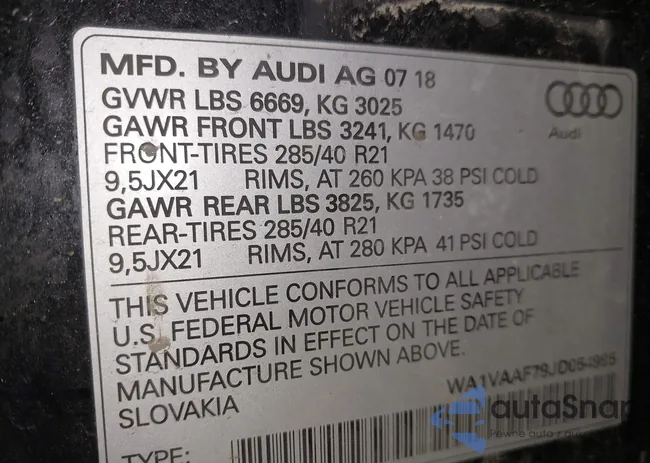 MFD. BY AUDI AG 07 18
GVWR LBS 6669, KG 3025
GAWR FRONT LBS 3241, KG 1470
Audi
FRONT-TIRES 285/40 R21
9,5JX21 RIMS, AT 260 KPA 38 PSI COLD
GAWR REAR LBS 3825, KG 1735
REAR-TIRES 285/40 R21
9,5JX21 RIMS, AT 280 KPA 41 PSI COLD
THIS VEHICLE CONFORMS TO ALL APPLICABLE
U.S. FEDERAL MOTOR VEHICLE SAFETY
STANDARDS IN EFFECT ON THE DATE OF
MANUFACTURE SHOWN ABOVE.
SLOVAKIA
TYPE:
autaSnap
Pewne auto z